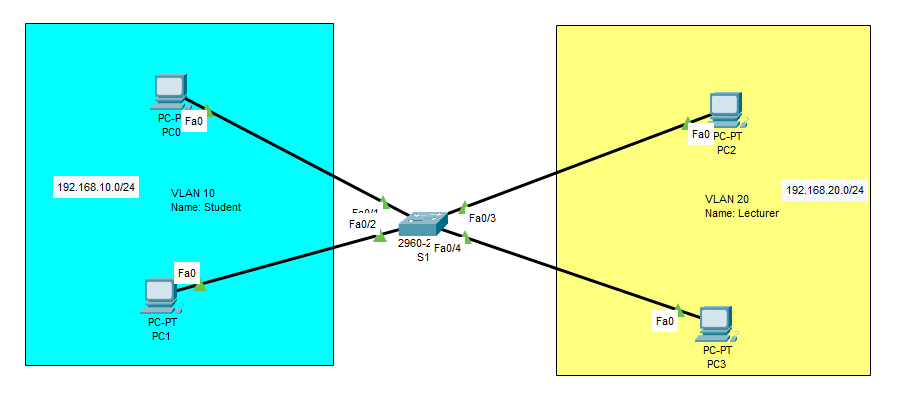 PC-P
PC0
Fa0
192.168.10.0/24
VLAN 10
Name: Student
Fa0
PC-PT
PC1
Fa0/1
Fa0/2
2960-2
S1
Fa0/3
Fa0/4
Fa0
PC-PT
PC2
192.168.20.0/24
VLAN 20
Name: Lecturer
Fa0
PC-PT
PC3